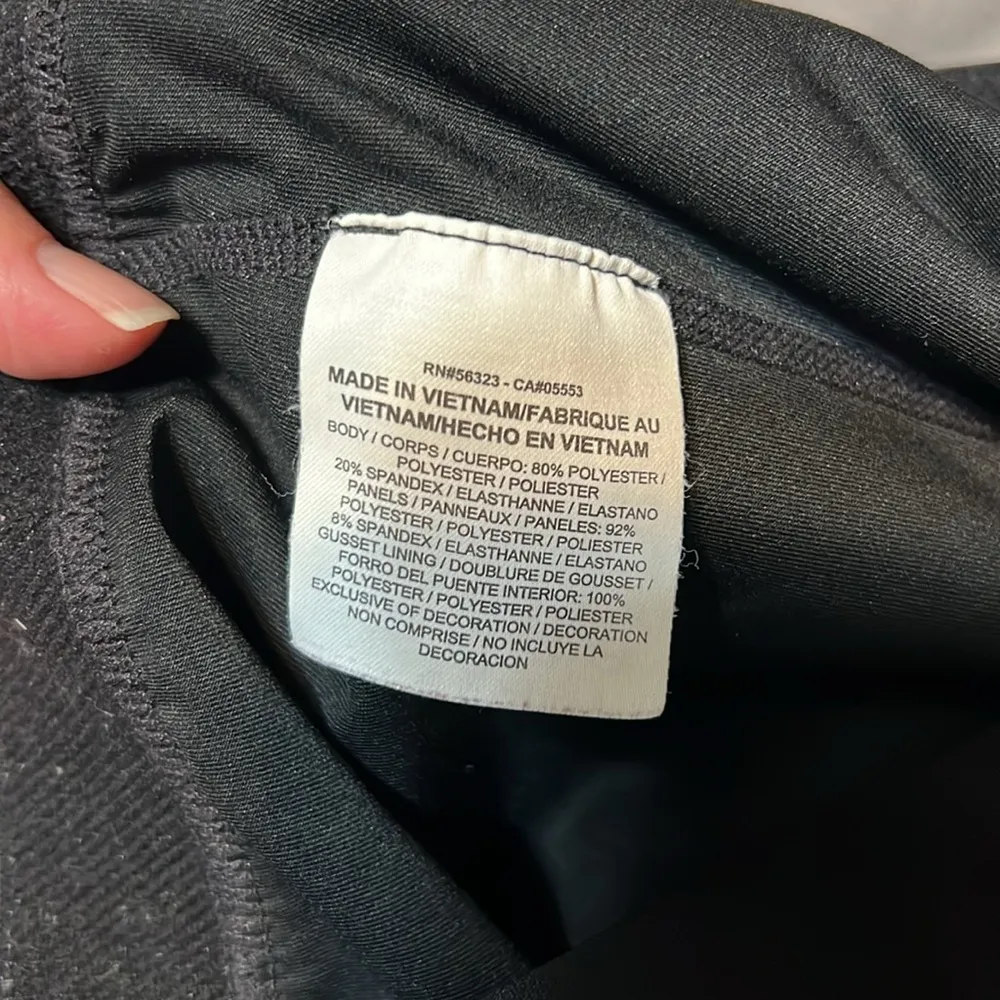 RN#56323 - CA#05553
MADE IN VIETNAM/FABRIQUE AU
VIETNAM/HECHO EN VIETNAM
BODY / CORPS / CUERPO: 80% POLYESTER /
POLYESTER / POLIESTER
20% SPANDEX / ELASTHANNE / ELASTANO
PANELS / PANNEAUX / PANELES: 92%
POLYESTER / POLYESTER / POLIESTER
8% SPANDEX / ELASTHANNE / ELASTANO
GUSSET LINING / DOUBLURE DE GOUSSET /
FORRO DEL PUENTE INTERIOR: 100%
POLYESTER / POLYESTER / POLIESTER
EXCLUSIVE OF DECORATION / DECORATION
NON COMPRISE / NO INCLUYE LA
DECORACION